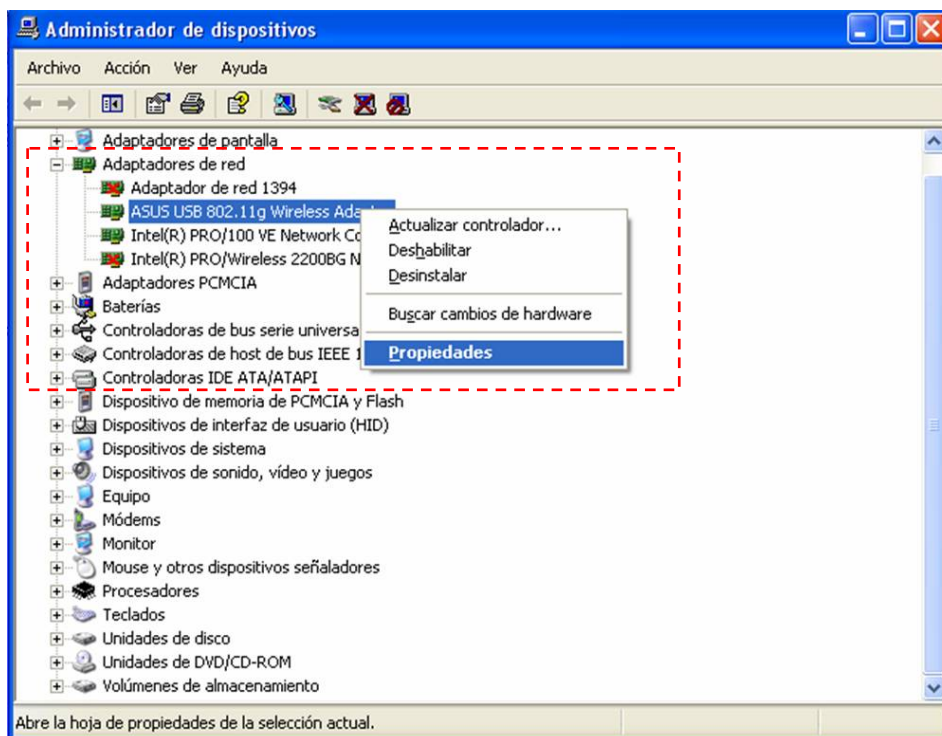 Administrador de dispositivos
Archivo Acción Ver Ayuda
Adaptadores de pantalla
Adaptadores de red
Adaptador de red 1394
ASUS USB 802.11g Wireless
Intel(R) PRO/100 VE Network
Intel(R) PRO/Wireless 2200BG
Adaptadores PCMCIA
Baterías
Controladoras de bus serie
Controladoras de host de bus IEEE
Controladoras IDE ATA/ATAPI
Dispositivo de memoria de PCMCIA y Flash
Dispositivos de interfaz de usuario (HID)
Dispositivos de sistema
Dispositivos de sonido, vídeo y juegos
Equipo
Módems
Monitor
Mouse y otros dispositivos señaladores
Procesadores
Teclados
Unidades de disco
Unidades de DVD/CD-ROM
Volúmenes de almacenamiento
Actualizar controlador...
Deshabilitar
Desinstalar
Buscar cambios de hardware
Propiedades
Abre la hoja de propiedades de la selección actual.